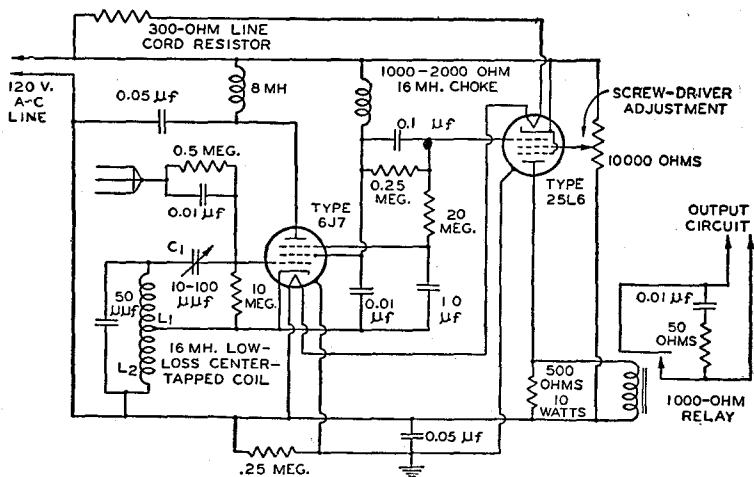 300-OHM LINE
CORD RESISTOR
120 V.
A-C
LINE
0.05 µf
8 MH
1000-2000 OHM
16 MH. CHOKE
SCREW-DRIVER
ADJUSTMENT
0.1 µf
0.5 MEG.
0.01 µf
0.25
MEG.
TYPE
6J7
20
MEG.
TYPE
25L6
10000 OHMS
OUTPUT
CIRCUIT
C1
10-100
µµf
50
µµf
L1
L2
10
MEG.
16 MH. LOW-
LOSS CENTER-
TAPPED COIL
0.01
µf
10
µf
0.01 µf
50
OHMS
500
OHMS
10
WATTS
1000-OHM
RELAY
.25 MEG.
0.05 µf